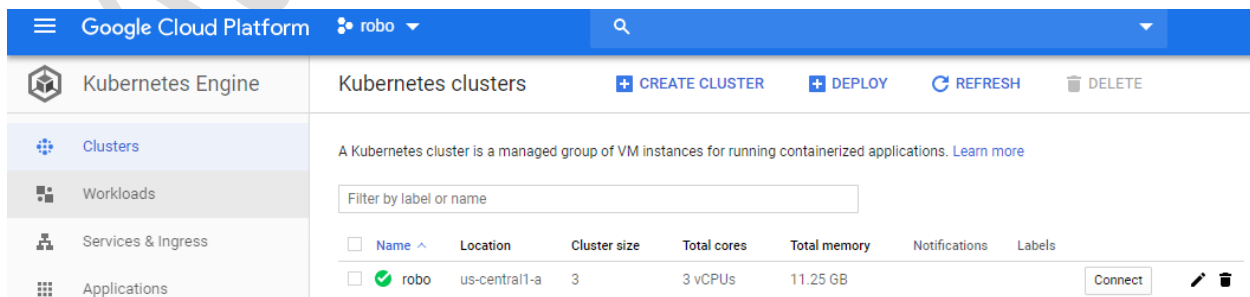 Google Cloud Platform robo
Kubernetes Engine
Kubernetes clusters CREATE CLUSTER DEPLOY REFRESH DELETE
Clusters
Workloads
Services & Ingress
Applications
A Kubernetes cluster is a managed group of VM instances for running containerized applications. Learn more
Filter by label or name
Name Location Cluster size Total cores Total memory Notifications Labels
robo us-central1-a 3 3 vCPUs 11.25 GB Connect